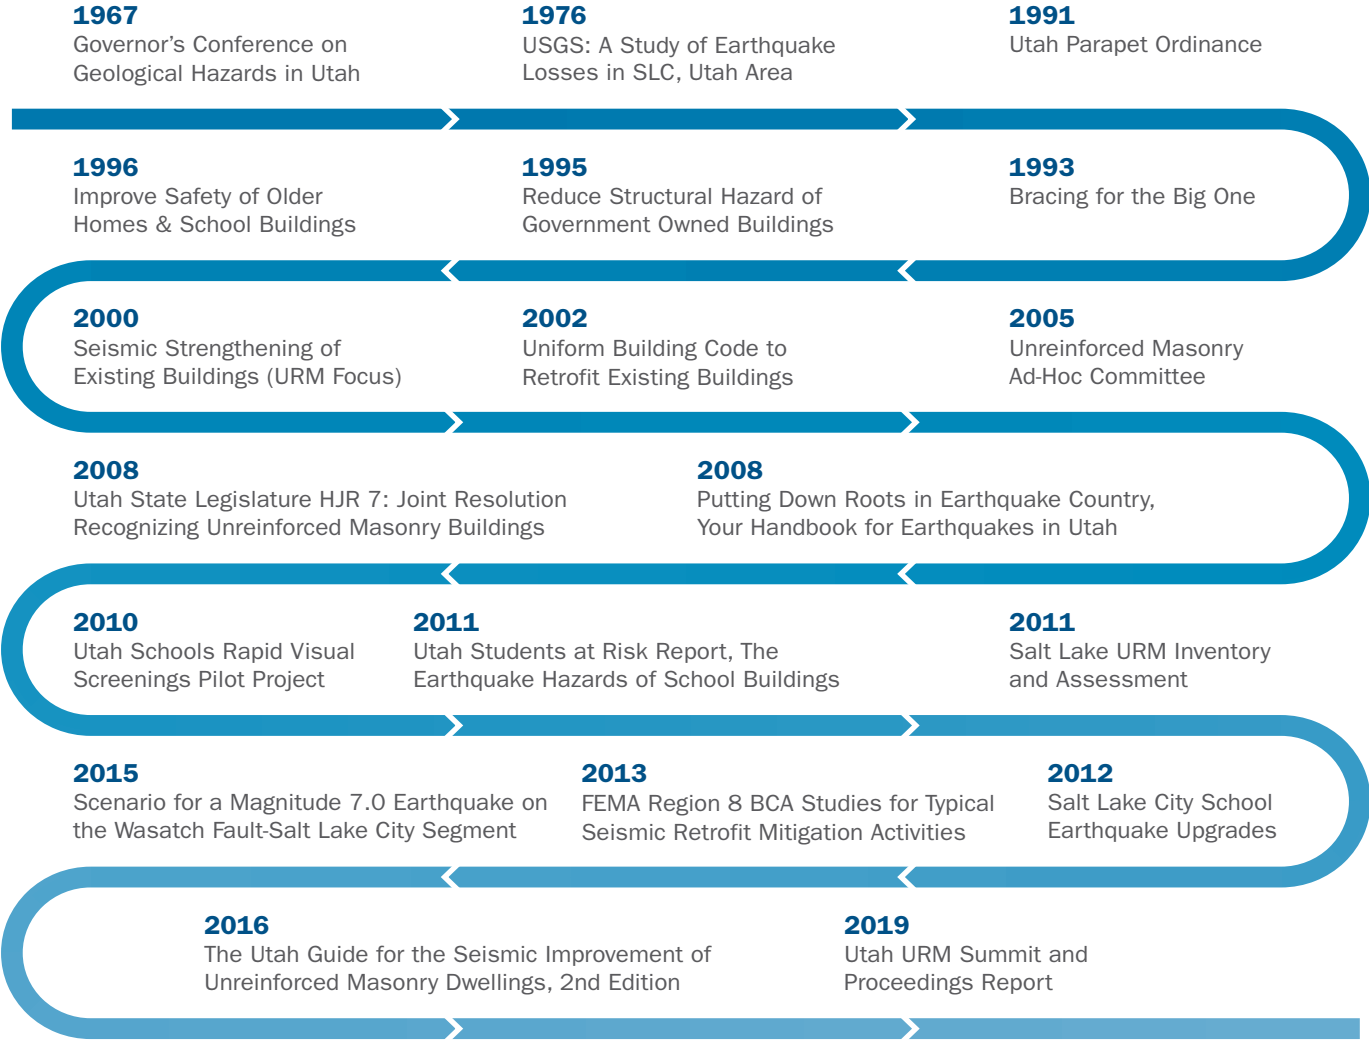 1967
Governor's Conference on
Geological Hazards in Utah
1976
USGS: A Study of Earthquake
Losses in SLC, Utah Area
1991
Utah Parapet Ordinance
1996
Improve Safety of Older
Homes & School Buildings
1995
Reduce Structural Hazard of
Government Owned Buildings
1993
Bracing for the Big One
2000
Seismic Strengthening of
Existing Buildings (URM Focus)
2002
Uniform Building Code to
Retrofit Existing Buildings
2005
Unreinforced Masonry
Ad-Hoc Committee
2008
Utah State Legislature HJR 7: Joint Resolution
Recognizing Unreinforced Masonry Buildings
2008
Putting Down Roots in Earthquake Country,
Your Handbook for Earthquakes in Utah
2010
Utah Schools Rapid Visual
Screenings Pilot Project
2011
Utah Students at Risk Report, The
Earthquake Hazards of School Buildings
2011
Salt Lake URM Inventory
and Assessment
2015
Scenario for a Magnitude 7.0 Earthquake on
the Wasatch Fault-Salt Lake City Segment
2013
FEMA Region 8 BCA Studies for Typical
Seismic Retrofit Mitigation Activities
2012
Salt Lake City School
Earthquake Upgrades
2016
The Utah Guide for the Seismic Improvement of
Unreinforced Masonry Dwellings, 2nd Edition
2019
Utah URM Summit and
Proceedings Report